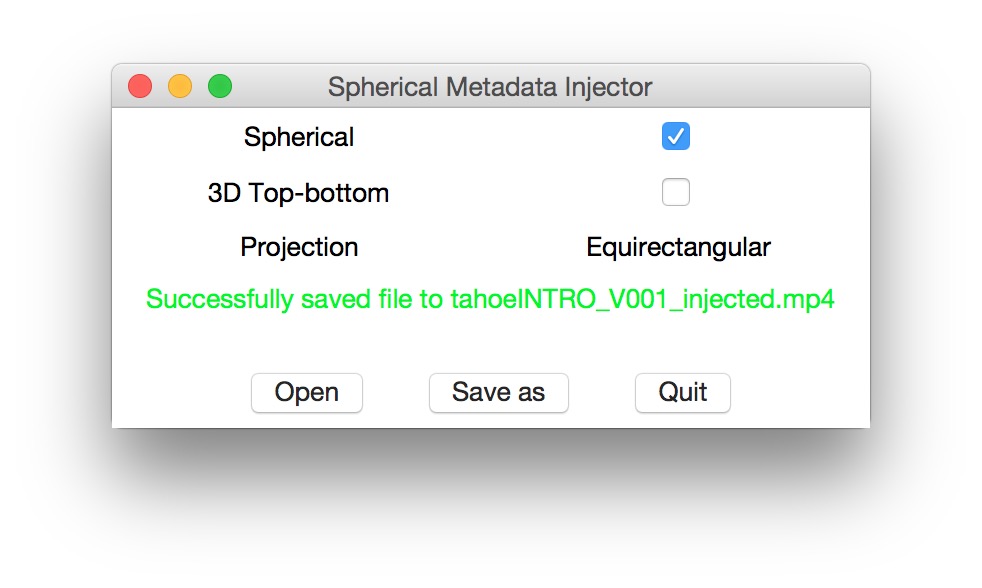 Spherical Metadata Injector
Spherical
3D Top-bottom
Projection Equirectangular
Successfully saved file to tahoeINTRO_V001_injected.mp4
Open Save as Quit